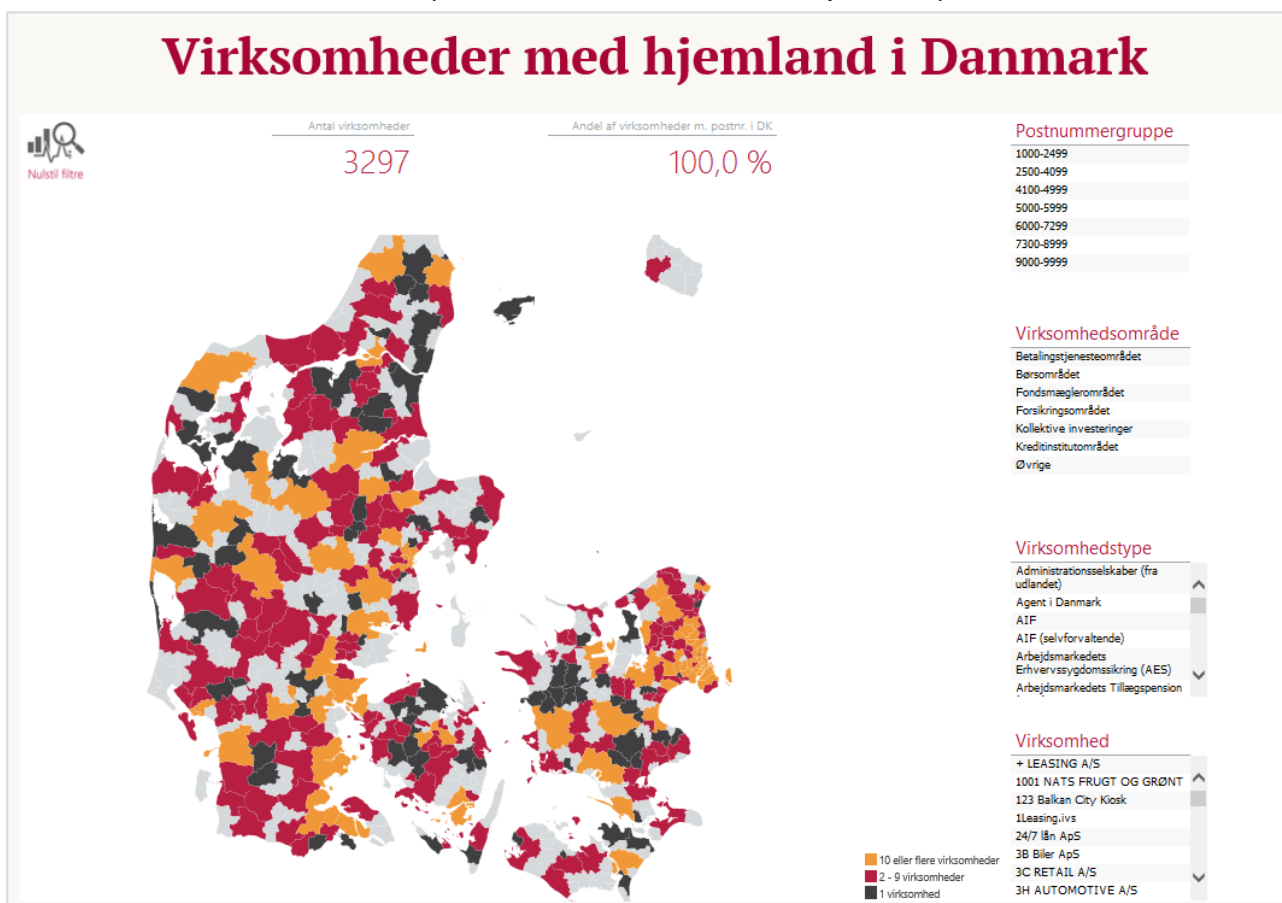 Virksomheder med hjemland i Danmark
Nulstil filtre
Antal virksomheder
3297
Andel af virksomheder m. postnr. i DK
100,0 %
Postnummergruppe
1000-2499
2500-4099
4100-4999
5000-5999
6000-7299
7300-8999
9000-9999
Virksomhedsområde
Betalingstjenesteområdet
Børsområdet
Fondsmæglerområdet
Forsikringsområdet
Kollektive investeringer
Kreditinstitutområdet
Øvrige
Virksomhedstype
Administrationsselskaber (fra
udlandet)
Agent i Danmark
AIF
AIF (selvforvaltende)
Arbejdsmarkedets
Erhvervssygdomssikring (AES)
Arbejdsmarkedets Tillægspension
Virksomhed
+ LEASING A/S
1001 NATS FRUGT OG GRØNT
123 Balkan City Kiosk
1Leasing.ivs
24/7 lån ApS
3B Biler ApS
3C RETAIL A/S
3H AUTOMOTIVE A/S
10 eller flere virksomheder
2 - 9 virksomheder
1 virksomhed